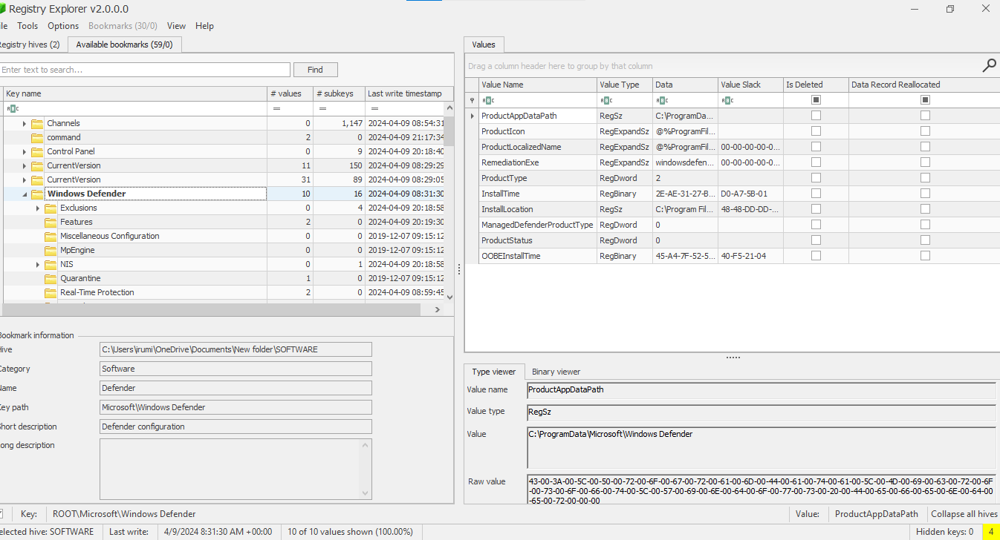 Registry Explorer v2.0.0.0
ile Tools Options Bookmarks (30/0) View Help
Registry hives (2) Available bookmarks (59/0)
Enter text to search... Find
Key name # values # subkeys Last write timestamp
= = =
Channels 0 1,147 2024-04-09 08:54:31
command 2 0 2024-04-09 21:17:34
Control Panel 0 9 2024-04-09 20:18:40
CurrentVersion 11 150 2024-04-09 08:29:29
CurrentVersion 31 89 2024-04-09 08:29:05
Windows Defender 10 16 2024-04-09 08:31:30
Exclusions 0 4 2024-04-09 20:18:58
Features 2 0 2024-04-09 20:19:30
Miscellaneous Configuration 0 0 2019-12-07 09:15:12
MpEngine 0 0 2019-12-07 09:15:12
NIS 0 1 2024-04-09 20:18:58
Quarantine 1 0 2019-12-07 09:15:12
Real-Time Protection 2 0 2024-04-09 08:59:45
Bookmark information
Hive C:\Users\irumi\OneDrive\Documents\New folder\SOFTWARE
Category Software
Name Defender
Key path Microsoft\Windows Defender
Short description Defender configuration
Long description
Values
Drag a column header here to group by that column
Value Name Value Type Data Value Slack Is Deleted Data Record Reallocated
ProductAppDataPath RegSz C:\ProgramDa...
ProductIcon RegExpandSz @%ProgramFil...
ProductLocalizedName RegExpandSz @%ProgramFil... 00-00-00-00-0...
RemediationExe RegExpandSz windowsdefen... 00-00-00-00-0...
ProductType RegDword 2
InstallTime RegBinary 2E-AE-31-27-B... D0-A7-5B-01
InstallLocation RegSz C:\Program Fil... 48-48-DD-DD-...
ManagedDefenderProductType RegDword 0
ProductStatus RegDword 0
OOBEInstallTime RegBinary 45-A4-7F-52-5... 40-F5-21-04
Type viewer Binary viewer
Value name ProductAppDataPath
Value type RegSz
Value C:\ProgramData\Microsoft\Windows Defender
Raw value 43-00-3A-00-5C-00-50-00-72-00-6F-00-67-00-72-00-61-00-6D-00-44-00-61-00-74-00-61-00-5C-00-4D-00-69-00-63-00-72-00-6F
-00-73-00-6F-00-66-00-74-00-5C-00-57-00-69-00-6E-00-64-00-6F-00-77-00-73-00-20-00-44-00-65-00-66-00-65-00-6E-00-64-00
-65-00-72-00-00-00
Key: ROOT\Microsoft\Windows Defender Value: ProductAppDataPath Collapse all hives
elected hive: SOFTWARE Last write: 4/9/2024 8:31:30 AM +00:00 10 of 10 values shown (100.00%) Hidden keys: 0 4